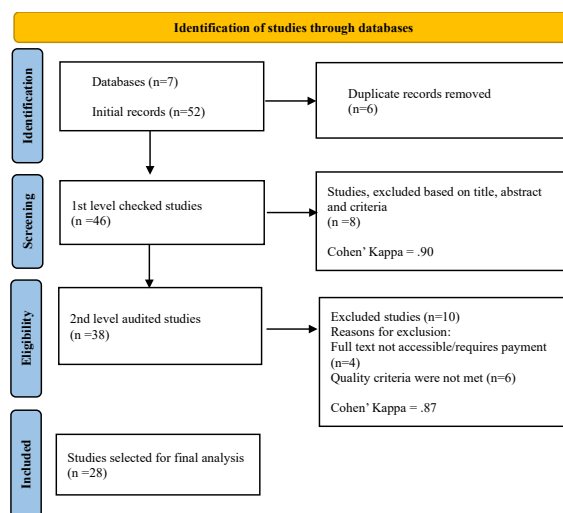 Identification of studies through databases
Identification
Databases (n=7)
Initial records (n=52)
Duplicate records removed
(n=6)
Screening
1st level checked studies
(n =46)
Studies, excluded based on title, abstract
and criteria
(n =8)
Cohen’ Kappa = .90
Eligibility
2nd level audited studies
(n =38)
Excluded studies (n=10)
Reasons for exclusion:
Full text not accessible/requires payment
(n=4)
Quality criteria were not met (n=6)
Cohen’ Kappa = .87
Included
Studies selected for final analysis
(n =28)